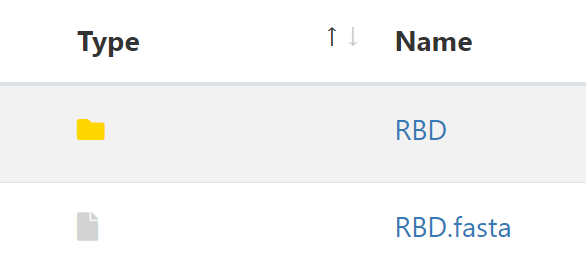 Type ↑↓ Name
RBD
RBD.fasta